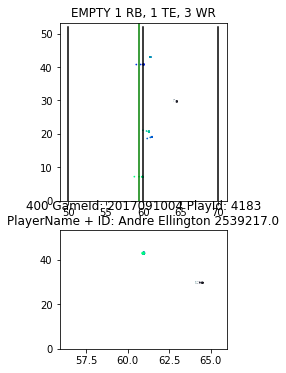 EMPTY 1 RB, 1 TE, 3 WR
50
40
30
20
10
0
50 55 60 65 70
400 GameId: 2017091004 PlayId: 4183
PlayerName + ID: Andre Ellington 2539217.0
40
20
0
57.5 60.0 62.5 65.0